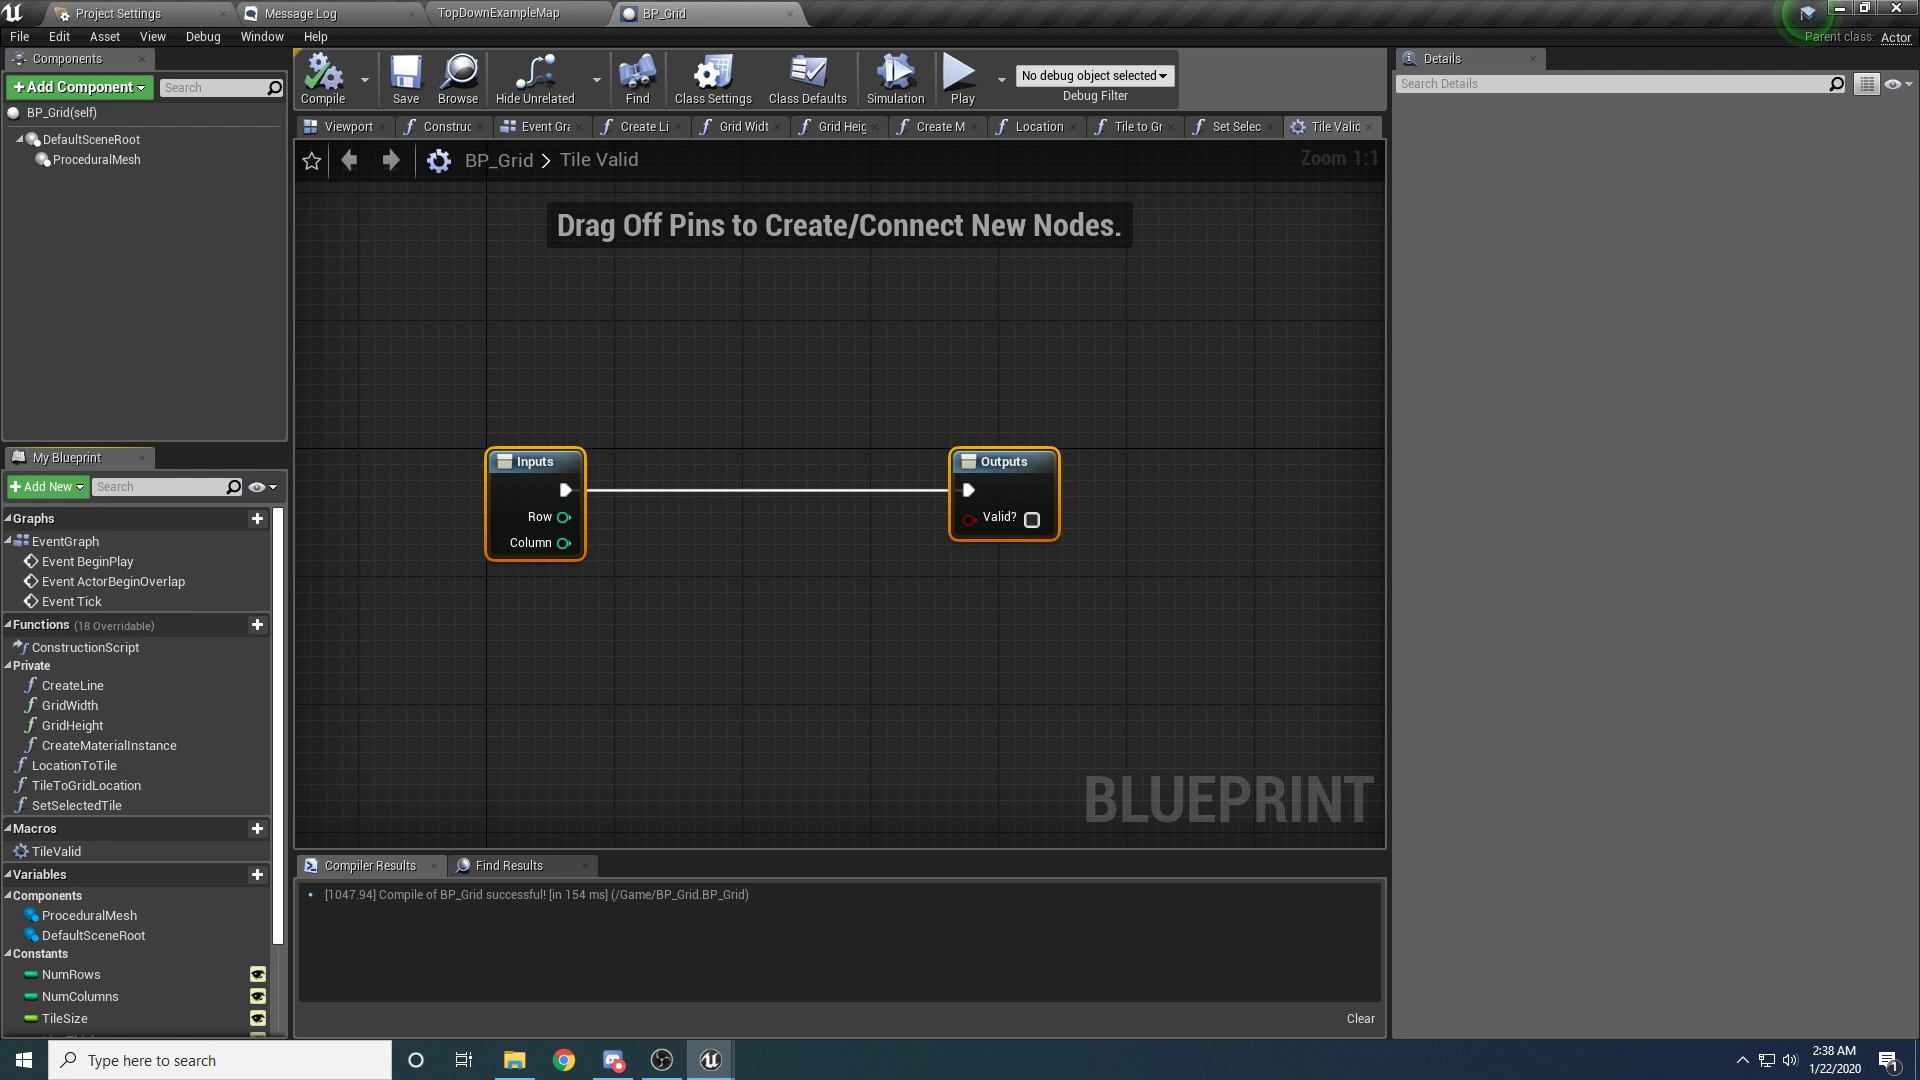 Project Settings
Message Log
TopDownExampleMap
BP_Grid
File Edit Asset View Debug Window Help
Parent class: Actor
Components
+Add Component
Search
BP_Grid(self)
DefaultSceneRoot
ProceduralMesh
Compile
Save
Browse
Hide Unrelated
Find
Class Settings
Class Defaults
Simulation
Play
No debug object selected
Debug Filter
Details
Search Details
Viewport
Construc
Event Gra
Create Li
Grid Widt
Grid Heig
Create M
Location
Tile to Gr
Set Selec
Tile Valid
BP_Grid > Tile Valid
Zoom 1:1
Drag Off Pins to Create/Connect New Nodes.
Inputs
Row
Column
Outputs
Valid?
BLUEPRINT
My Blueprint
+Add New
Search
Graphs
EventGraph
Event BeginPlay
Event ActorBeginOverlap
Event Tick
Functions (18 Overridable)
ConstructionScript
Private
CreateLine
GridWidth
GridHeight
CreateMaterialInstance
LocationToTile
TileToGridLocation
SetSelectedTile
Macros
TileValid
Variables
Components
ProceduralMesh
DefaultSceneRoot
Constants
NumRows
NumColumns
TileSize
Compiler Results
Find Results
[1047.94] Compile of BP_Grid successful! [in 154 ms] (/Game/BP_Grid.BP_Grid)
Clear
Type here to search
2:38 AM
1/22/2020
1